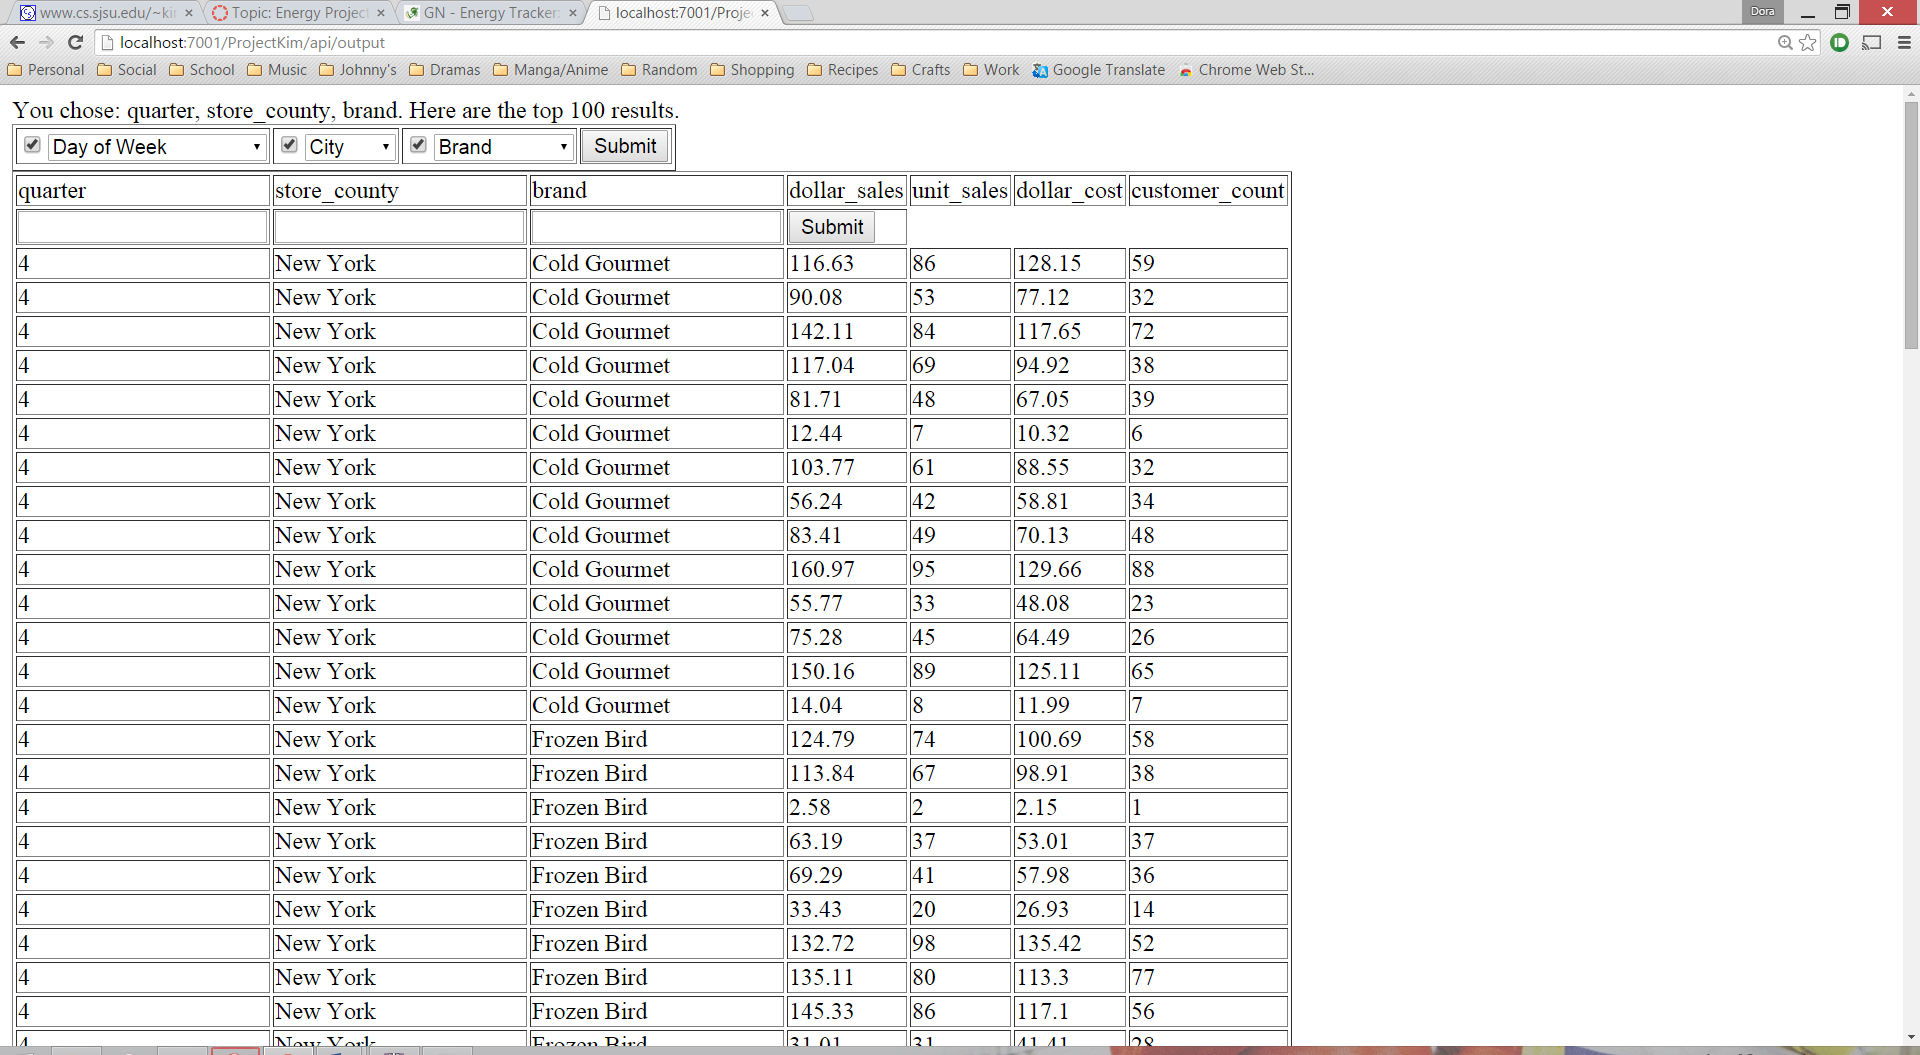 www.cs.sjsu.edu/~ki Topic: Energy Project GN - Energy Tracker: localhost:7001/Proje Dora
localhost:7001/ProjectKim/api/output
Personal Social School Music Johnny's Dramas Manga/Anime Random Shopping Recipes Crafts Work Google Translate Chrome Web St...
You chose: quarter, store_county, brand. Here are the top 100 results.
Day of Week City Brand Submit
quarter store_county brand dollar_sales unit_sales dollar_cost customer_count
Submit
4 New York Cold Gourmet 116.63 86 128.15 59
4 New York Cold Gourmet 90.08 53 77.12 32
4 New York Cold Gourmet 142.11 84 117.65 72
4 New York Cold Gourmet 117.04 69 94.92 38
4 New York Cold Gourmet 81.71 48 67.05 39
4 New York Cold Gourmet 12.44 7 10.32 6
4 New York Cold Gourmet 103.77 61 88.55 32
4 New York Cold Gourmet 56.24 42 58.81 34
4 New York Cold Gourmet 83.41 49 70.13 48
4 New York Cold Gourmet 160.97 95 129.66 88
4 New York Cold Gourmet 55.77 33 48.08 23
4 New York Cold Gourmet 75.28 45 64.49 26
4 New York Cold Gourmet 150.16 89 125.11 65
4 New York Cold Gourmet 14.04 8 11.99 7
4 New York Frozen Bird 124.79 74 100.69 58
4 New York Frozen Bird 113.84 67 98.91 38
4 New York Frozen Bird 2.58 2 2.15 1
4 New York Frozen Bird 63.19 37 53.01 37
4 New York Frozen Bird 69.29 41 57.98 36
4 New York Frozen Bird 33.43 20 26.93 14
4 New York Frozen Bird 132.72 98 135.42 52
4 New York Frozen Bird 135.11 80 113.3 77
4 New York Frozen Bird 145.33 86 117.1 56
4 New York Frozen Bird 31.01 31 41.41 28